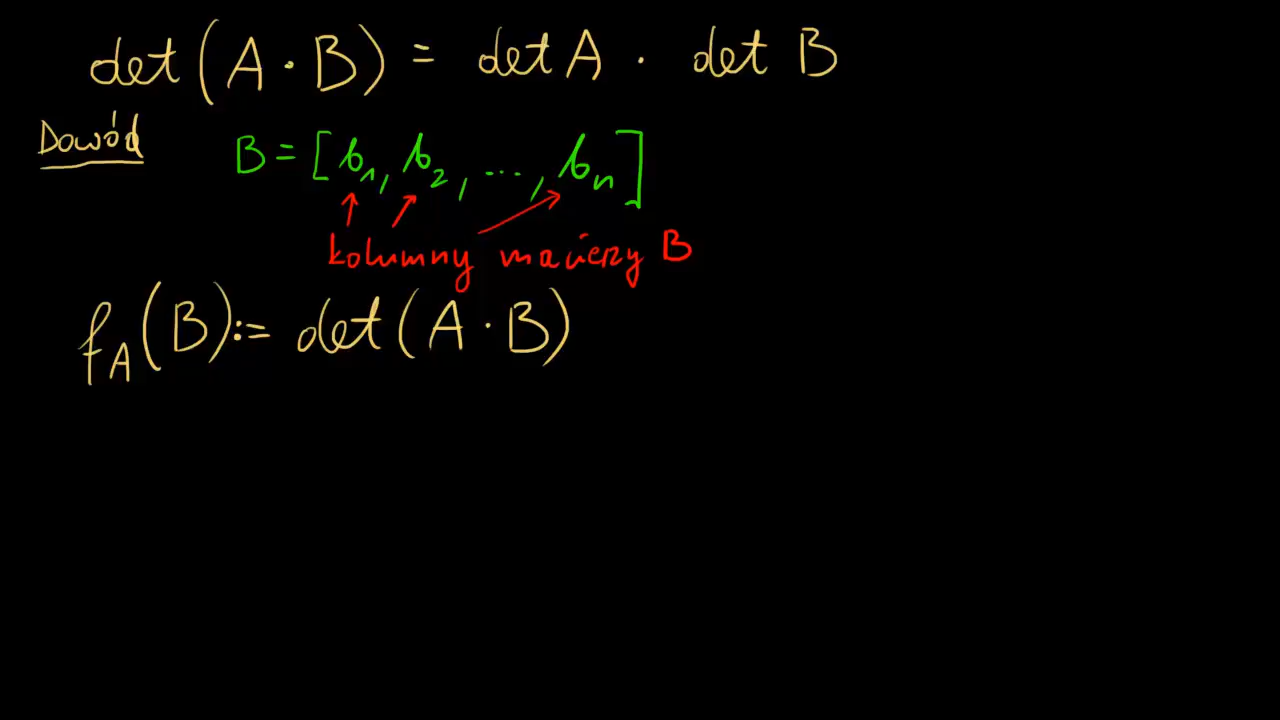 det(A · B) = det A · det B
Dowód
B = [b₁, b₂, ..., bₙ]
kolumny macierzy B
f_A(B) := det(A · B)